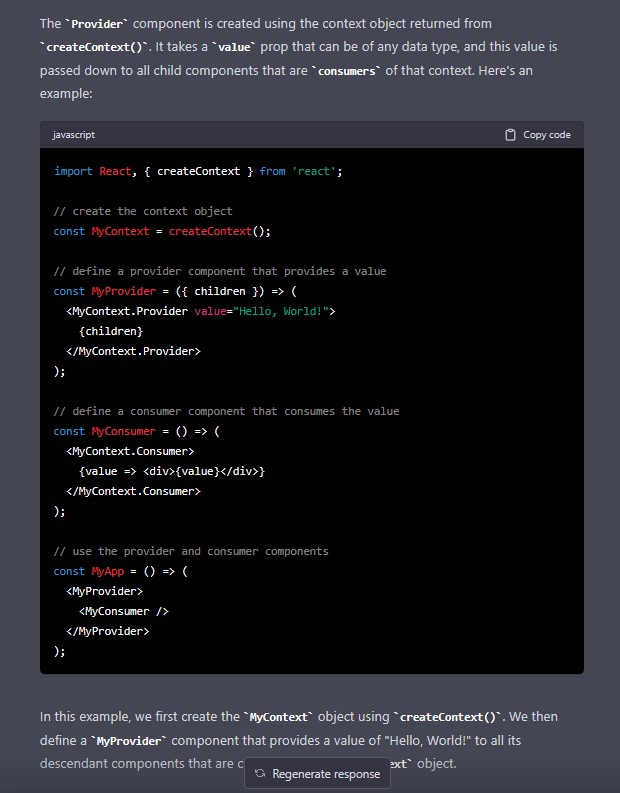 The `Provider` component is created using the context object returned from
`createContext()`. It takes a `value` prop that can be of any data type, and this value is
passed down to all child components that are `consumers` of that context. Here's an
example:
javascript
Copy code
import React, { createContext } from 'react';
// create the context object
const MyContext = createContext();
// define a provider component that provides a value
const MyProvider = ({ children }) => (
<MyContext.Provider value="Hello, World!">
{children}
</MyContext.Provider>
);
// define a consumer component that consumes the value
const MyConsumer = () => (
<MyContext.Consumer>
{value => <div>{value}</div>}
</MyContext.Consumer>
);
// use the provider and consumer components
const MyApp = () => (
<MyProvider>
<MyConsumer />
</MyProvider>
);
In this example, we first create the `MyContext` object using `createContext()`. We then
define a `MyProvider` component that provides a value of "Hello, World!" to all its
descendant components that are c
ext` object.
Regenerate response